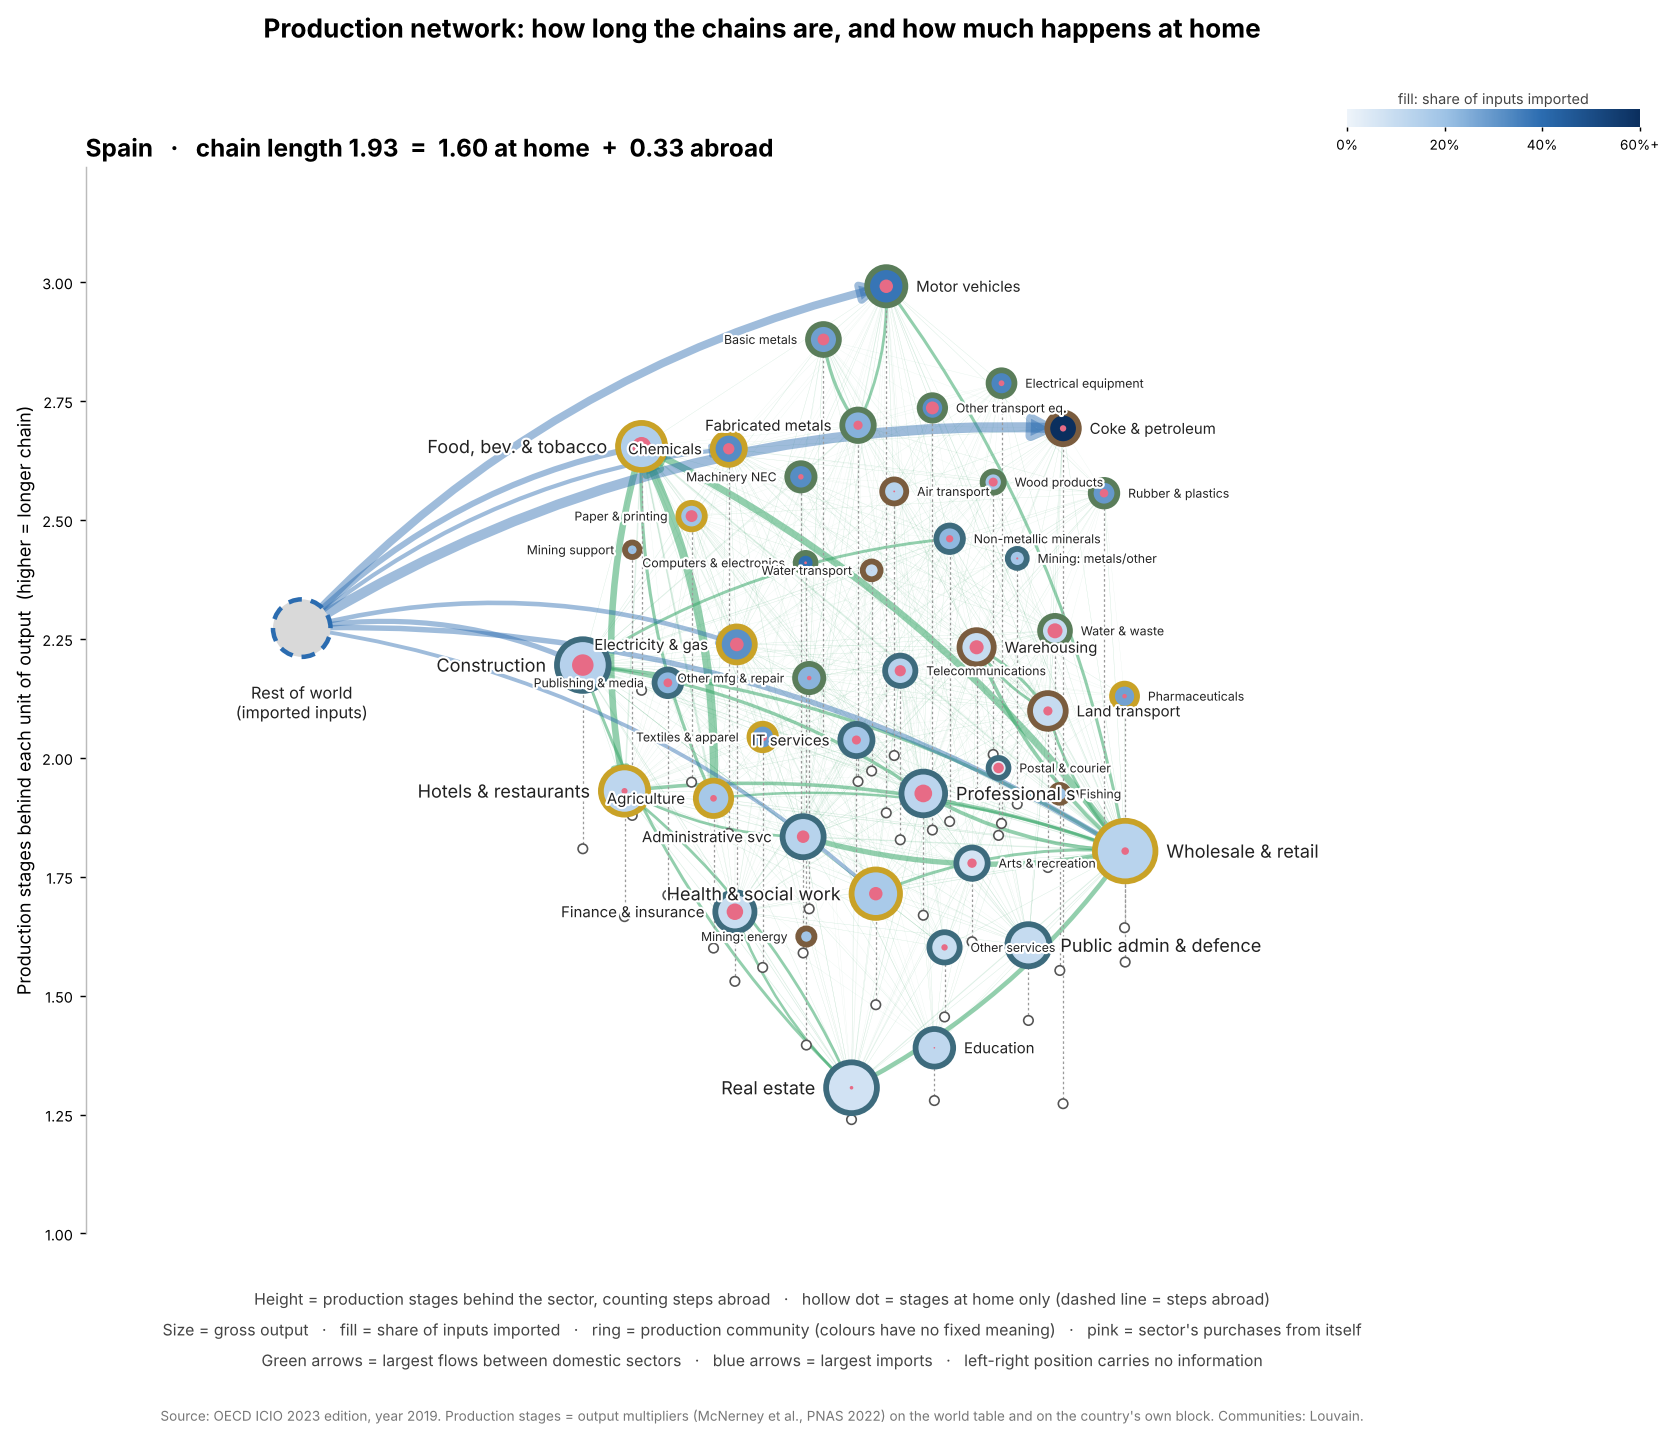 Production network: how long the chains are, and how much happens at home
fill: share of inputs imported
0%
20%
40%
60%+
Spain · chain length 1.93 = 1.60 at home + 0.33 abroad
Production stages behind each unit of output (higher = longer chain)
3.00
2.75
2.50
2.25
2.00
1.75
1.50
1.25
1.00
Motor vehicles
Basic metals
Electrical equipment
Other transport eq.
Fabricated metals
Coke & petroleum
Food, bev. & tobacco
Chemicals
Machinery NEC
Air transport
Wood products
Rubber & plastics
Paper & printing
Non-metallic minerals
Mining support
Computers & electronics
Water transport
Mining: metals/other
Rest of world
(imported inputs)
Electricity & gas
Water & waste
Warehousing
Construction
Publishing & media
Other mfg & repair
Telecommunications
Pharmaceuticals
Land transport
Textiles & apparel
IT services
Postal & courier
Hotels & restaurants
Agriculture
Professional s
Fishing
Administrative svc
Wholesale & retail
Arts & recreation
Health & social work
Finance & insurance
Mining: energy
Other services
Public admin & defence
Education
Real estate
Height = production stages behind the sector, counting steps abroad · hollow dot = stages at home only (dashed line = steps abroad)
Size = gross output · fill = share of inputs imported · ring = production community (colours have no fixed meaning) · pink = sector's purchases from itself
Green arrows = largest flows between domestic sectors · blue arrows = largest imports · left-right position carries no information
Source: OECD ICIO 2023 edition, year 2019. Production stages = output multipliers (McNerney et al., PNAS 2022) on the world table and on the country's own block. Communities: Louvain.